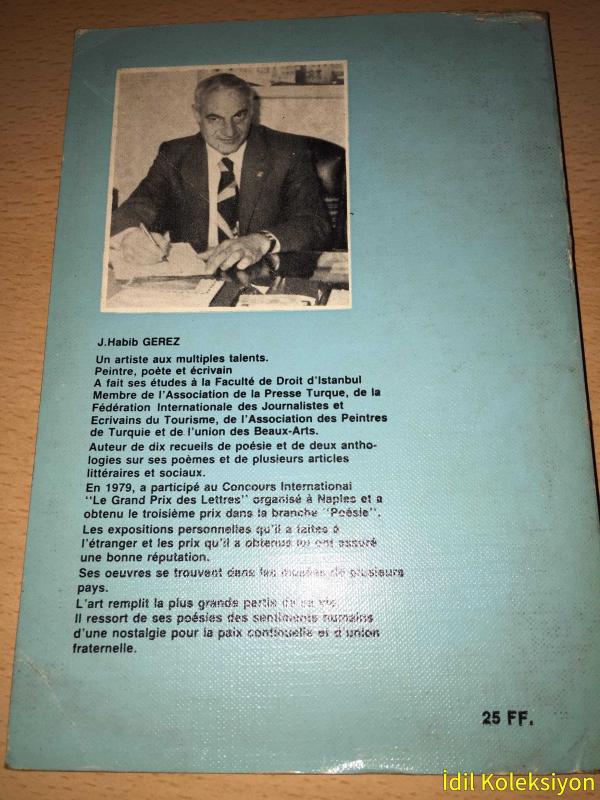 J.Habib GEREZ
Un artiste aux multiples talents.
Peintre, poète et écrivain
A fait ses études à la Faculté de Droit d'Istanbul
Membre de l'Association de la Presse Turque, de la
Fédération Internationale des Journalistes et
Ecrivains du Tourisme, de l'Association des Peintres
de Turquie et de l'union des Beaux-Arts.
Auteur de dix recueils de poésie et de deux antho-
logies sur ses poèmes et de plusieurs articles
littéraires et sociaux.
En 1979, a participé au Concours International
"Le Grand Prix des Lettres" organisé à Naples et a
obtenu le troisième prix dans la branche "Poésie".
Les expositions personnelles qu'il a faites à
l'étranger et les prix qu'il a obtenus lui ont assuré
une bonne réputation.
Ses oeuvres se trouvent dans les musées de plusieurs
pays.
L'art remplit la plus grande partie de sa vie.
Il ressort de ses poésies des sentiments humains
d'une nostalgie pour la paix continuelle et d'union
fraternelle.
25 FF.
İdil Koleksiyon